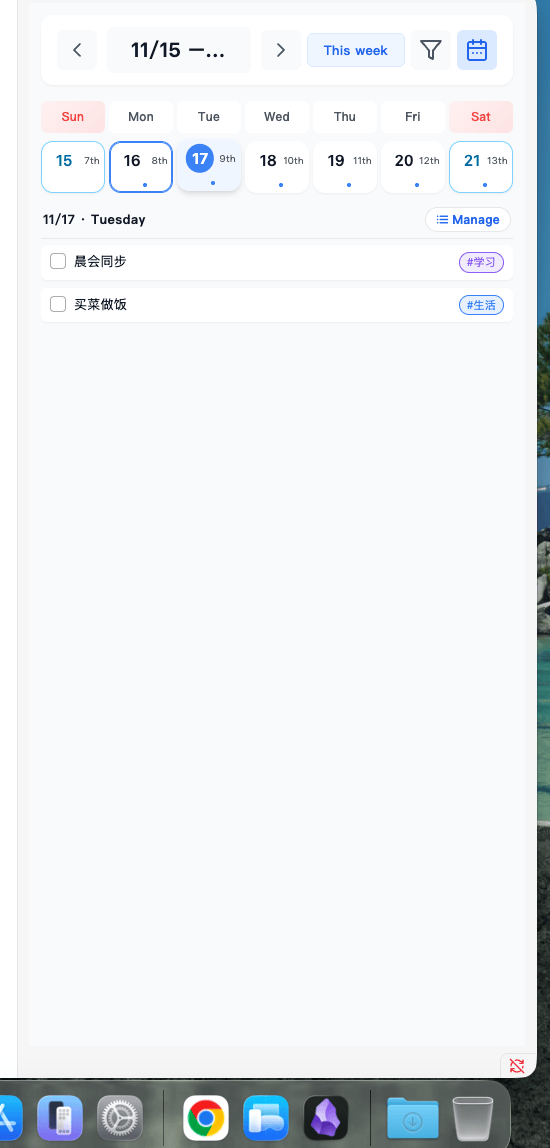 11/15 –...
This week
Sun Mon Tue Wed Thu Fri Sat
15 7th 16 8th 17 9th 18 10th 19 11th 20 12th 21 13th
11/17 · Tuesday Manage
晨会同步 #学习
买菜做饭 #生活